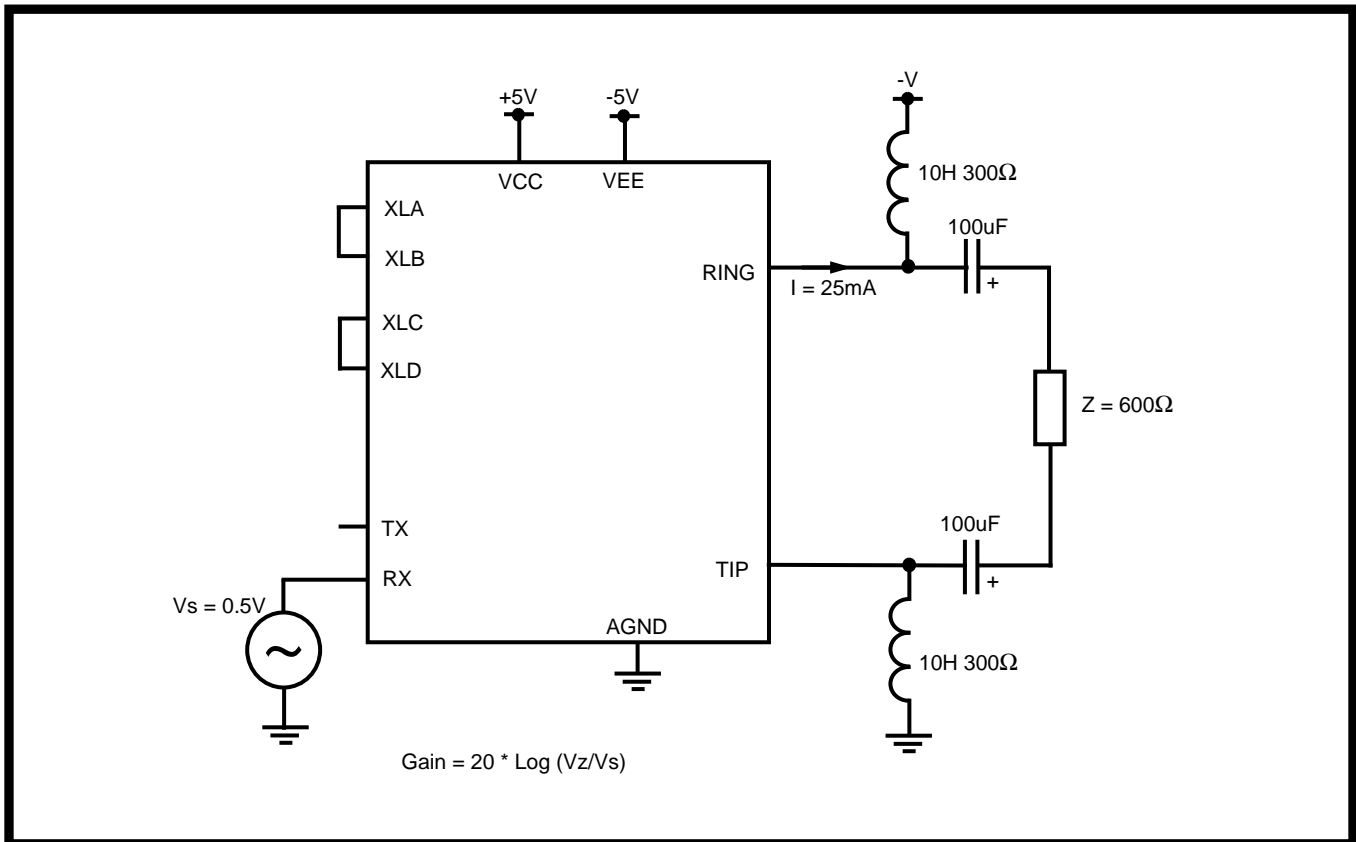 +5V
-5V
-V
VCC
VEE
10H 300Ω
XLA
XLB
100uF
RING
I = 25mA
+
XLC
XLD
Z = 600Ω
TX
100uF
TIP
RX
+
Vs = 0.5V
~
AGND
10H 300Ω
Gain = 20 * Log (Vz/Vs)